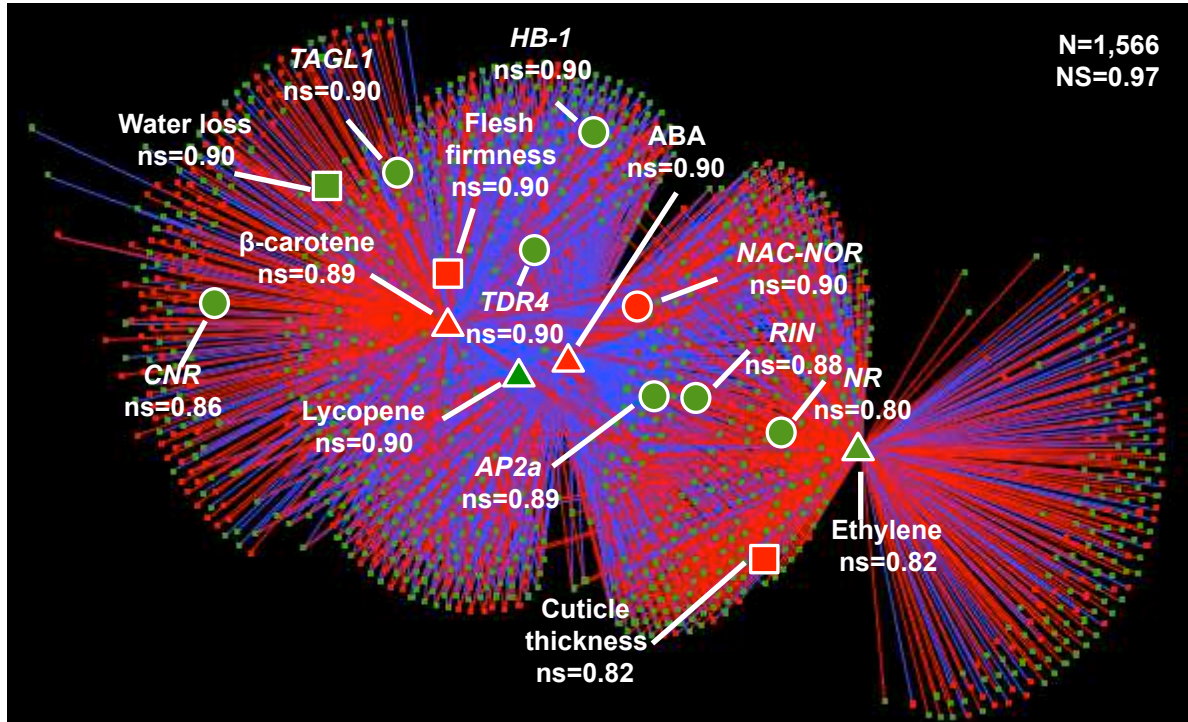 HB-1
ns=0.90
N=1,566
NS=0.97
TAGL1
ns=0.90
Water loss
ns=0.90
Flesh
firmness
ns=0.90
ABA
ns=0.90
β-carotene
ns=0.89
NAC-NOR
ns=0.90
TDR4
ns=0.90
RIN
ns=0.88
CNR
ns=0.86
NR
ns=0.80
Lycopene
ns=0.90
AP2a
ns=0.89
Ethylene
ns=0.82
Cuticle
thickness
ns=0.82